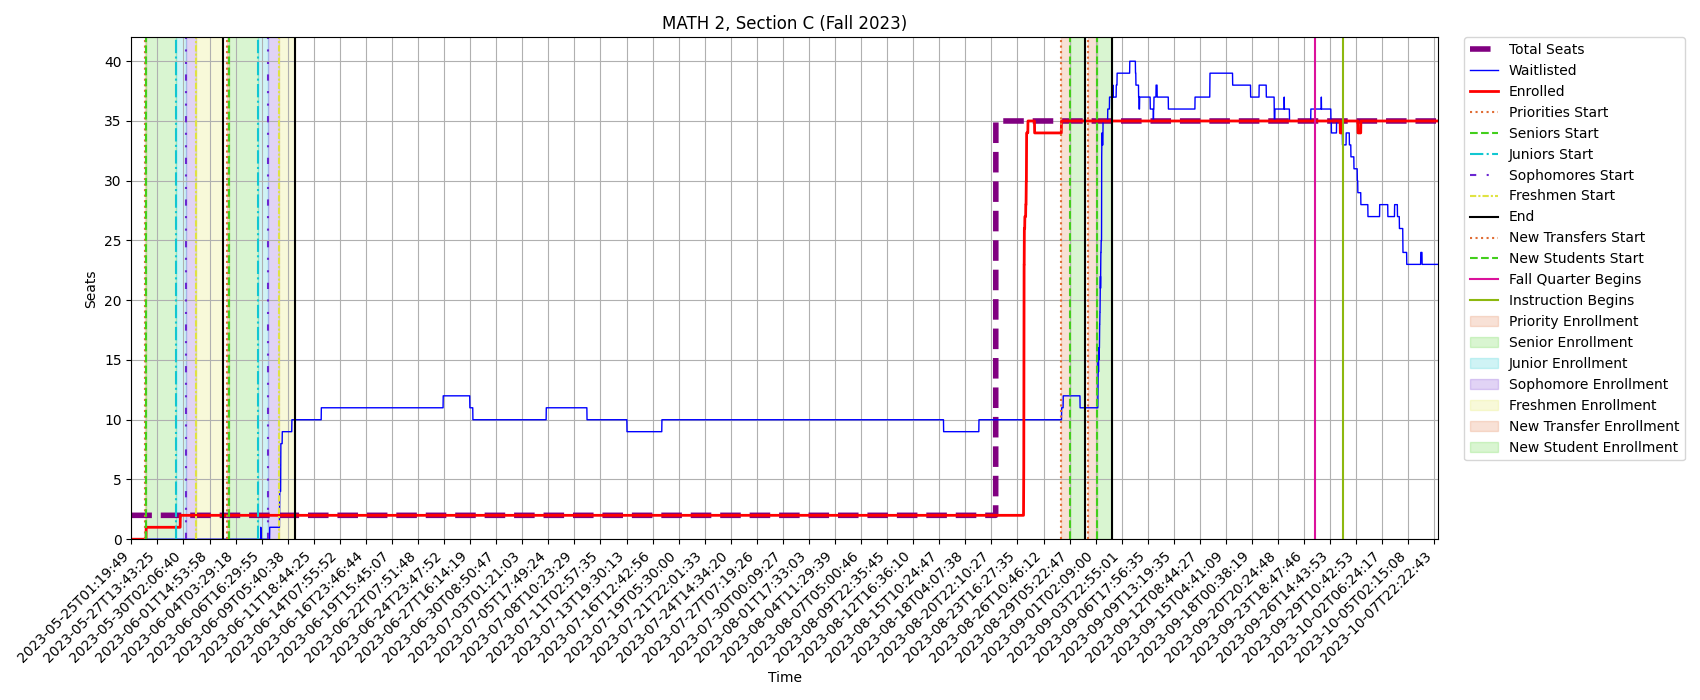 MATH 2, Section C (Fall 2023)
Seats
40
35
30
25
20
15
10
5
0
2023-05-25T01:19:49
2023-05-27T13:43:25
2023-05-30T02:06:40
2023-06-01T14:53:58
2023-06-04T03:29:18
2023-06-06T16:29:55
2023-06-09T05:40:38
2023-06-11T18:44:25
2023-06-14T07:55:52
2023-06-16T23:46:44
2023-06-19T15:45:07
2023-06-22T07:51:48
2023-06-24T23:47:52
2023-06-27T16:14:19
2023-06-30T08:50:47
2023-07-03T01:21:03
2023-07-05T17:49:24
2023-07-08T10:23:29
2023-07-11T02:57:35
2023-07-13T19:30:13
2023-07-16T12:42:56
2023-07-19T05:30:00
2023-07-21T22:01:33
2023-07-24T14:34:20
2023-07-27T07:19:26
2023-07-30T00:09:27
2023-08-01T17:33:03
2023-08-04T11:29:39
2023-08-07T05:00:46
2023-08-09T22:35:45
2023-08-12T16:36:10
2023-08-15T10:24:47
2023-08-18T04:07:38
2023-08-20T22:10:27
2023-08-23T16:27:35
2023-08-26T10:46:12
2023-08-29T05:22:47
2023-09-01T02:09:00
2023-09-03T22:55:01
2023-09-06T17:56:35
2023-09-09T13:19:35
2023-09-12T08:44:27
2023-09-15T04:41:09
2023-09-18T00:38:19
2023-09-20T20:24:48
2023-09-23T18:47:46
2023-09-26T14:43:53
2023-09-29T10:42:53
2023-10-02T06:24:17
2023-10-05T02:15:08
2023-10-07T22:22:43
Time
Total Seats
Waitlisted
Enrolled
Priorities Start
Seniors Start
Juniors Start
Sophomores Start
Freshmen Start
End
New Transfers Start
New Students Start
Fall Quarter Begins
Instruction Begins
Priority Enrollment
Senior Enrollment
Junior Enrollment
Sophomore Enrollment
Freshmen Enrollment
New Transfer Enrollment
New Student Enrollment